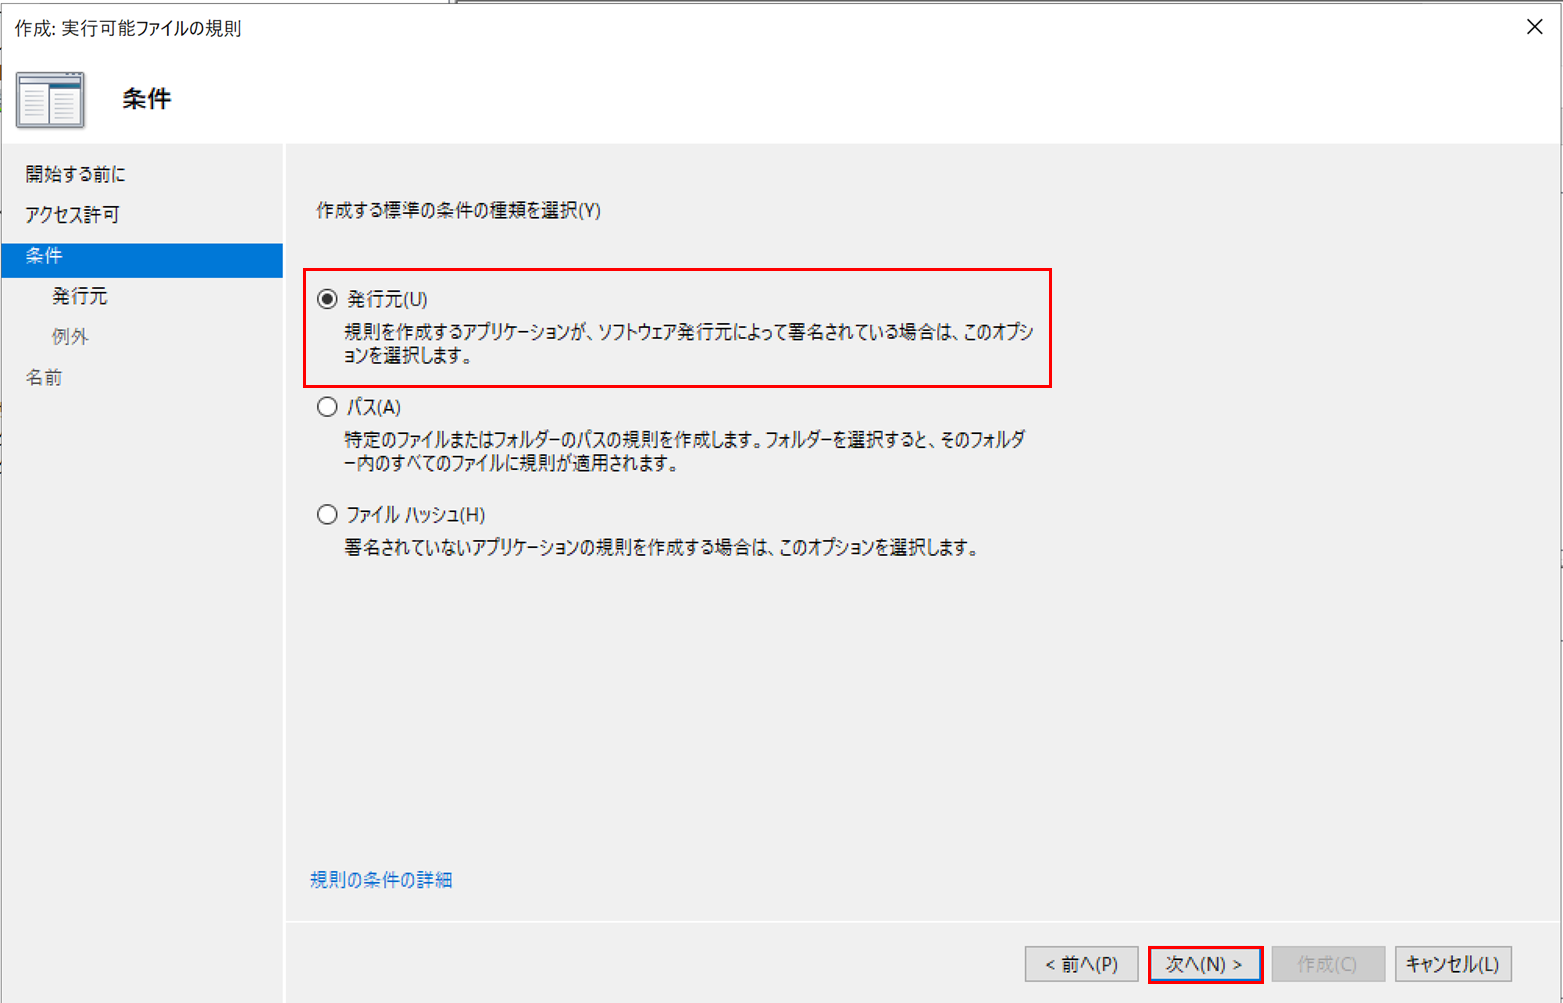 作成: 実行可能ファイルの規則
条件
開始する前に
アクセス許可
条件
発行元
例外
名前
作成する標準の条件の種類を選択(Y)
発行元(U)
規則を作成するアプリケーションが、ソフトウェア発行元によって署名されている場合は、このオプシ
ョンを選択します。
パス(A)
特定のファイルまたはフォルダーのパスの規則を作成します。フォルダーを選択すると、そのフォルダ
ー内のすべてのファイルに規則が適用されます。
ファイル ハッシュ(H)
署名されていないアプリケーションの規則を作成する場合は、このオプションを選択します。
規則の条件の詳細
< 前へ(P)
次へ(N) >
作成(C)
キャンセル(L)